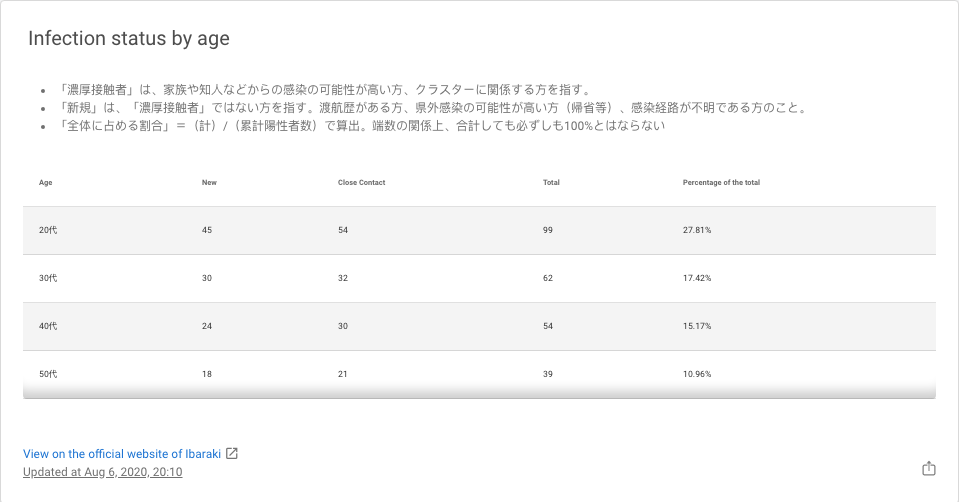 Infection status by age
• 「濃厚接触者」は、家族や知人などからの感染の可能性が高い方、クラスターに関係する方を指す。
• 「新規」は、「濃厚接触者」ではない方を指す。渡航歴がある方、県外感染の可能性が高い方（帰省等）、感染経路が不明である方のこと。
• 「全体に占める割合」＝（計）/（累計陽性者数）で算出。端数の関係上、合計しても必ずしも100%とはならない
Age New Close Contact Total Percentage of the total
20代 45 54 99 27.81%
30代 30 32 62 17.42%
40代 24 30 54 15.17%
50代 18 21 39 10.96%
View on the official website of Ibaraki
Updated at Aug 6, 2020, 20:10